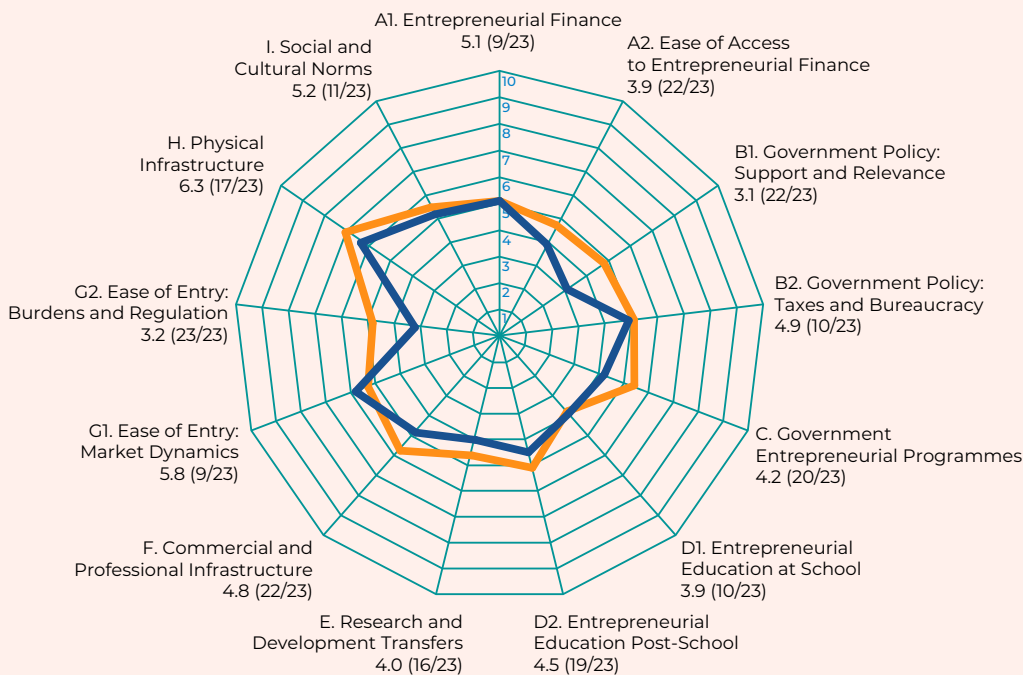 A1. Entrepreneurial Finance
5.1 (9/23)
A2. Ease of Access
to Entrepreneurial Finance
3.9 (22/23)
B1. Government Policy:
Support and Relevance
3.1 (22/23)
B2. Government Policy:
Taxes and Bureaucracy
4.9 (10/23)
C. Government
Entrepreneurial Programmes
4.2 (20/23)
D1. Entrepreneurial
Education at School
3.9 (10/23)
D2. Entrepreneurial
Education Post-School
4.5 (19/23)
E. Research and
Development Transfers
4.0 (16/23)
F. Commercial and
Professional Infrastructure
4.8 (22/23)
G1. Ease of Entry:
Market Dynamics
5.8 (9/23)
G2. Ease of Entry:
Burdens and Regulation
3.2 (23/23)
H. Physical
Infrastructure
6.3 (17/23)
I. Social and
Cultural Norms
5.2 (11/23)
10
9
8
7
6
5
4
3
2
1